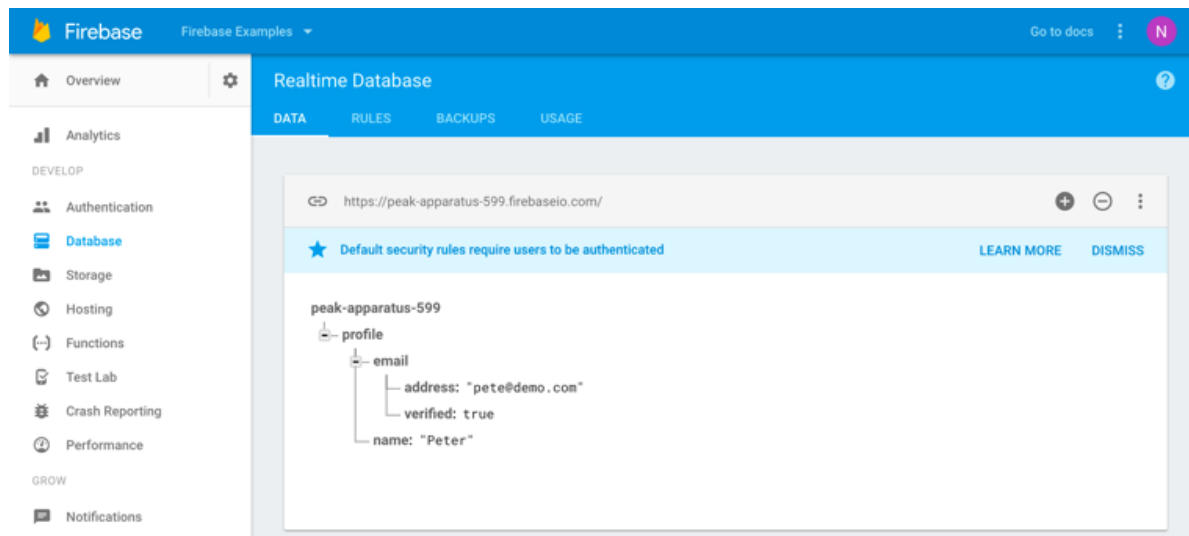 Firebase Firebase Examples Go to docs N
Overview
Realtime Database
DATA RULES BACKUPS USAGE
Analytics
DEVELOP
Authentication
Database
Storage
Hosting
Functions
Test Lab
Crash Reporting
Performance
GROW
Notifications
https://peak-apparatus-599.firebaseio.com/
Default security rules require users to be authenticated LEARN MORE DISMISS
peak-apparatus-599
profile
email
address: "pete@demo.com"
verified: true
name: "Peter"